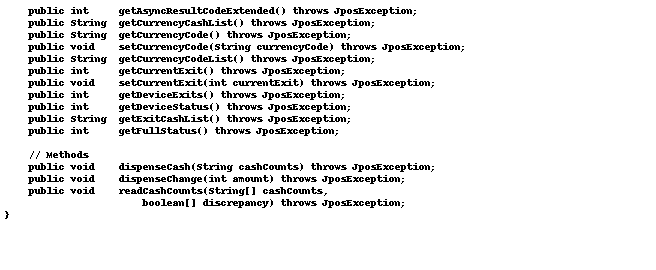 public int getAsyncResultCodeExtended() throws JposException;
public String getCurrencyCashList() throws JposException;
public String getCurrencyCode() throws JposException;
public void setCurrencyCode(String currencyCode) throws JposException;
public String getCurrencyCodeList() throws JposException;
public int getCurrentExit() throws JposException;
public void setCurrentExit(int currentExit) throws JposException;
public int getDeviceExits() throws JposException;
public int getDeviceStatus() throws JposException;
public String getExitCashList() throws JposException;
public int getFullStatus() throws JposException;
// Methods
public void dispenseCash(String cashCounts) throws JposException;
public void dispenseChange(int amount) throws JposException;
public void readCashCounts(String[] cashCounts,
boolean[] discrepancy) throws JposException;
}